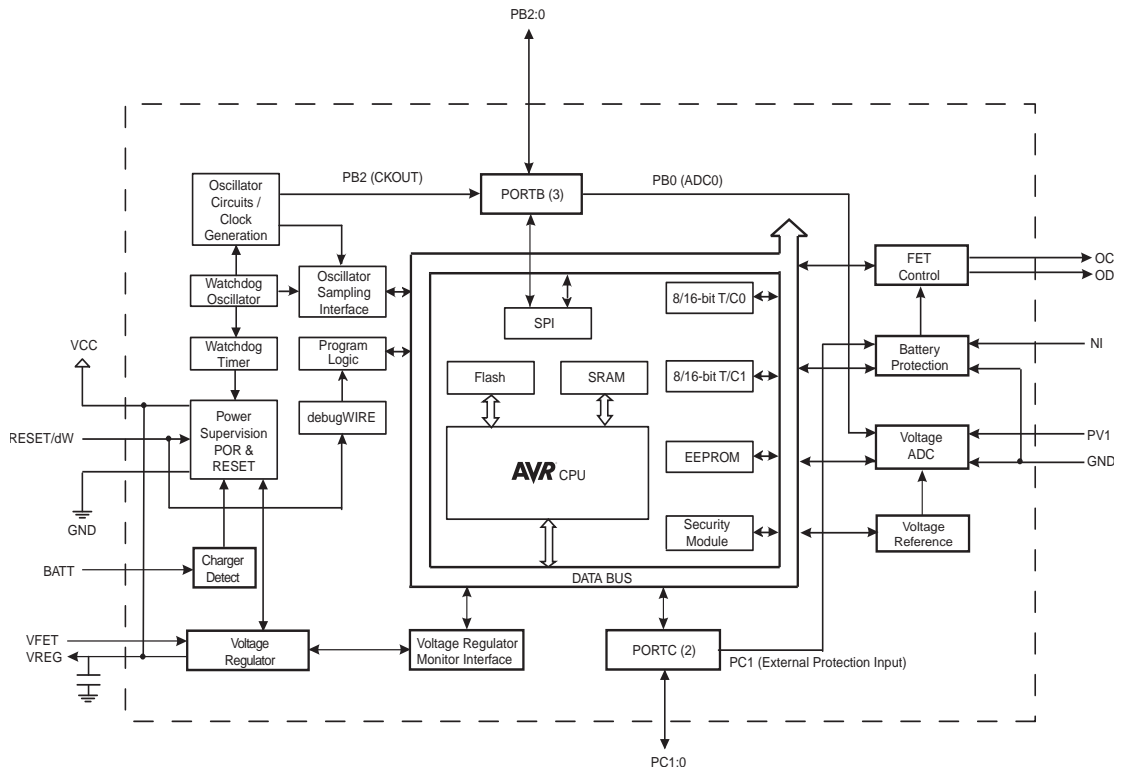 PB2:0
Oscillator
Circuits /
Clock
Generation
PB2 (CKOUT)
PORTB (3)
PB0 (ADC0)
Watchdog
Oscillator
Oscillator
Sampling
Interface
FET
Control
OC
OD
SPI
8/16-bit T/C0
VCC
Watchdog
Timer
Program
Logic
Battery
Protection
NI
Flash
SRAM
8/16-bit T/C1
RESET/dW
Power
Supervision
POR &
RESET
debugWIRE
AVR CPU
EEPROM
Voltage
ADC
PV1
GND
GND
Security
Module
Voltage
Reference
BATT
Charger
Detect
DATA BUS
VFET
VREG
Voltage
Regulator
Voltage Regulator
Monitor Interface
PORTC (2)
PC1 (External Protection Input)
PC1:0